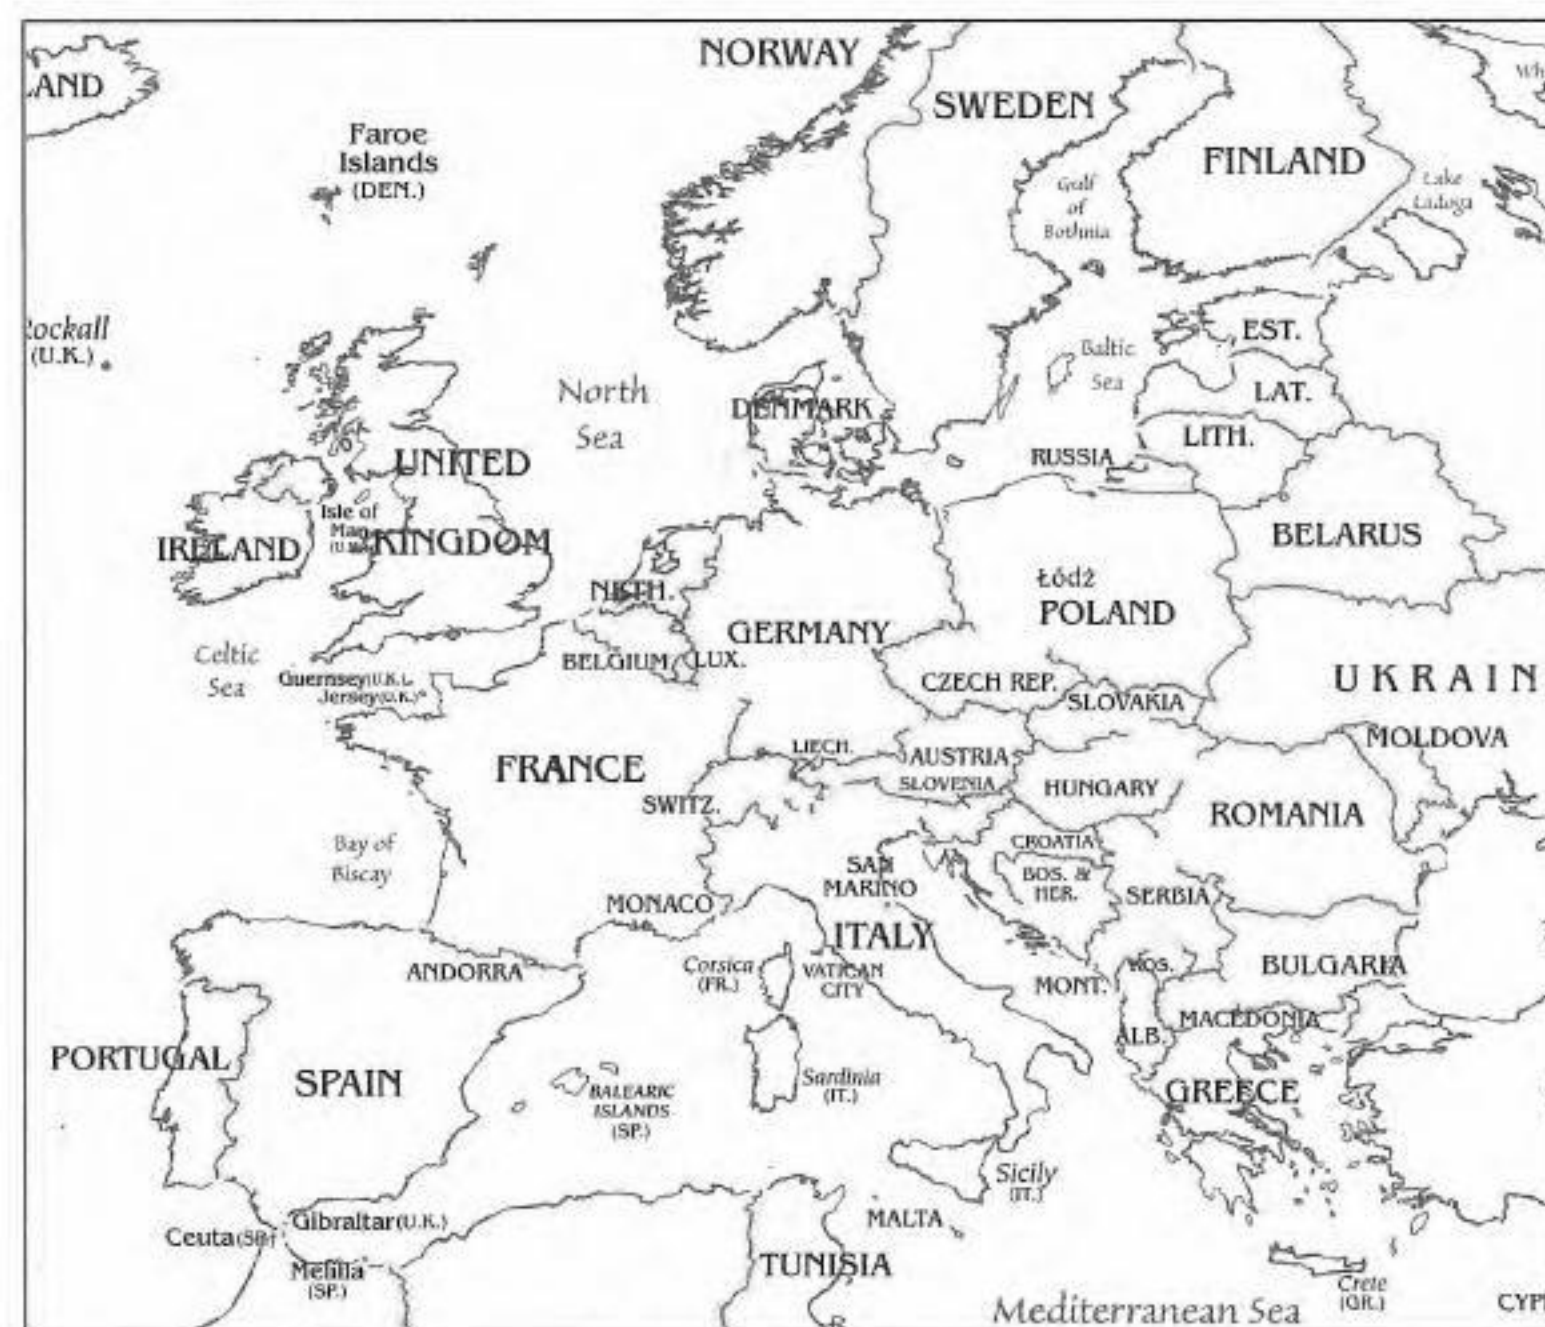 NORWAY
LAND
SWEDEN
Faroe
Islands
(DEN.)
FINLAND
Gulf
of
Bothnia
Lake
Ladoga
Rockall
(U.K.)
EST.
Baltic
Sea
North
Sea
LAT.
DENMARK
LITH.
RUSSIA
UNITED
KINGDOM
Isle of
Man
IRELAND
BELARUS
NETH.
Łódź
POLAND
GERMANY
Celtic
Sea
BELGIUM
LUX.
Guernsey (U.K.)
Jersey (U.K.)
CZECH REP.
SLOVAKIA
UKRAIN
LIECH.
AUSTRIA
MOLDOVA
FRANCE
SLOVENIA
HUNGARY
SWITZ.
ROMANIA
Bay of
Biscay
CROATIA
SAN
MARINO
BOS. &
HER.
SERBIA
MONACO
ITALY
ANDORRA
Corsica
(FR.)
VATICAN
CITY
MONT.
KOS.
BULGARIA
MACEDONIA
ALB.
PORTUGAL
SPAIN
BALEARIC
ISLANDS
(SP.)
Sardinia
(IT.)
GREECE
Sicily
(IT.)
Gibraltar (U.K.)
Ceuta (SP.)
MALTA
Melilla
(SP.)
TUNISIA
Crete
(GR.)
Mediterranean Sea
CYP